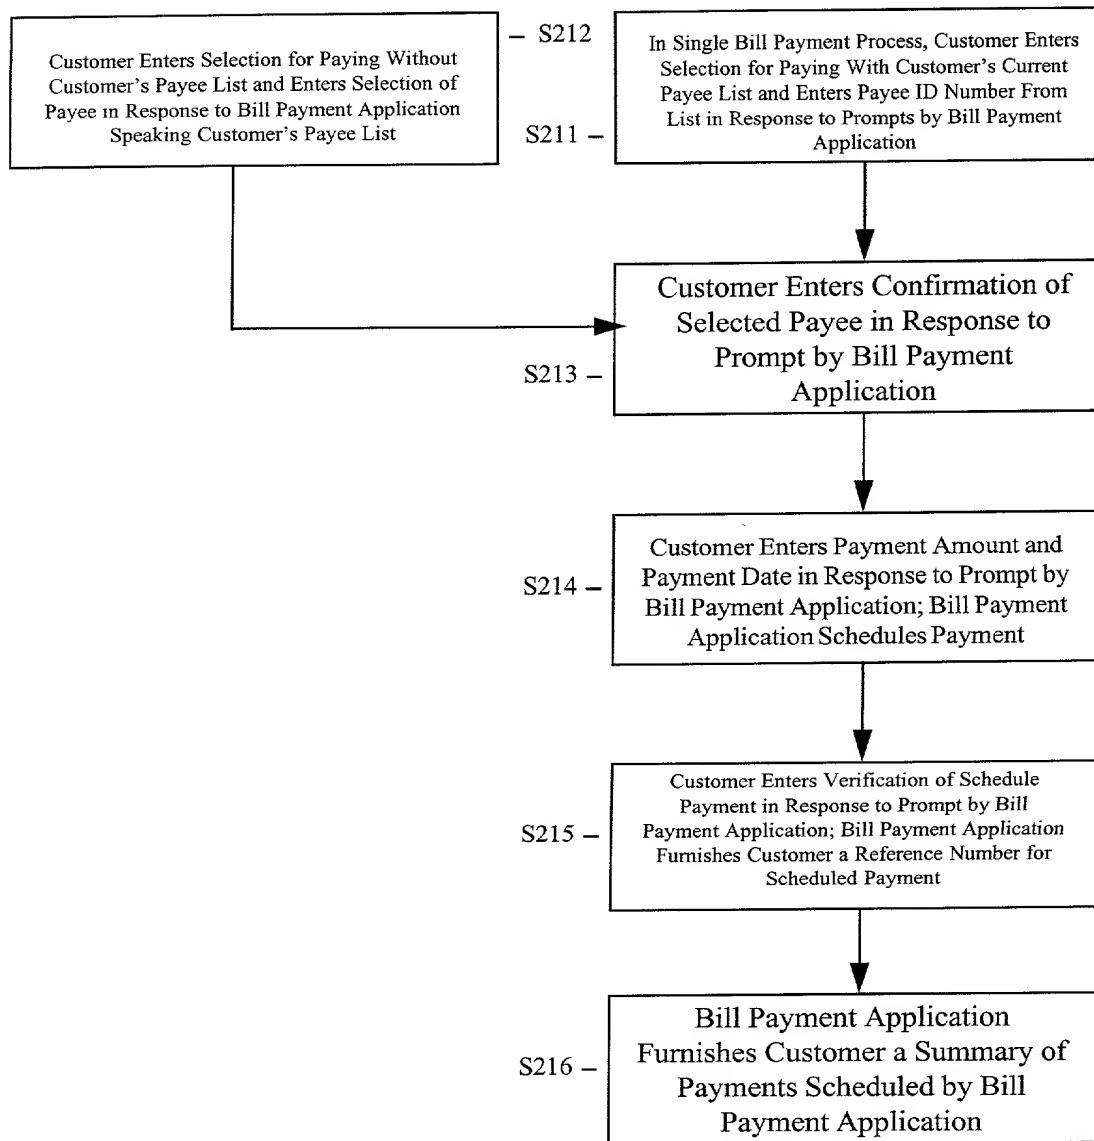 Customer Enters Selection for Paying Without
Customer's Payee List and Enters Selection of
Payee in Response to Bill Payment Application
Speaking Customer's Payee List
– S212
S211 –
In Single Bill Payment Process, Customer Enters
Selection for Paying With Customer's Current
Payee List and Enters Payee ID Number From
List in Response to Prompts by Bill Payment
Application
S213 –
Customer Enters Confirmation of
Selected Payee in Response to
Prompt by Bill Payment
Application
S214 –
Customer Enters Payment Amount and
Payment Date in Response to Prompt by
Bill Payment Application; Bill Payment
Application Schedules Payment
S215 –
Customer Enters Verification of Schedule
Payment in Response to Prompt by Bill
Payment Application; Bill Payment Application
Furnishes Customer a Reference Number for
Scheduled Payment
S216 –
Bill Payment Application
Furnishes Customer a Summary of
Payments Scheduled by Bill
Payment Application